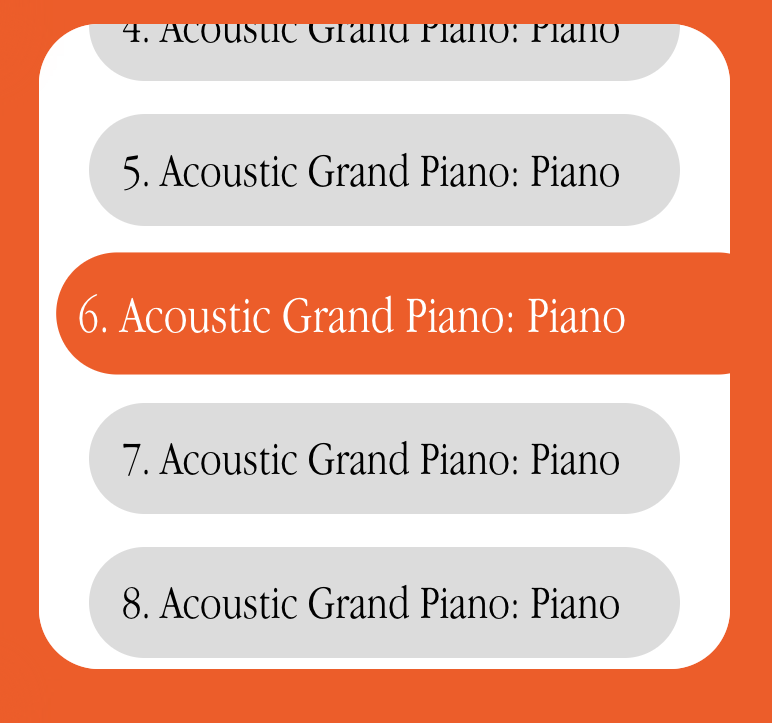 4. Acoustic Grand Piano: Piano
5. Acoustic Grand Piano: Piano
6. Acoustic Grand Piano: Piano
7. Acoustic Grand Piano: Piano
8. Acoustic Grand Piano: Piano